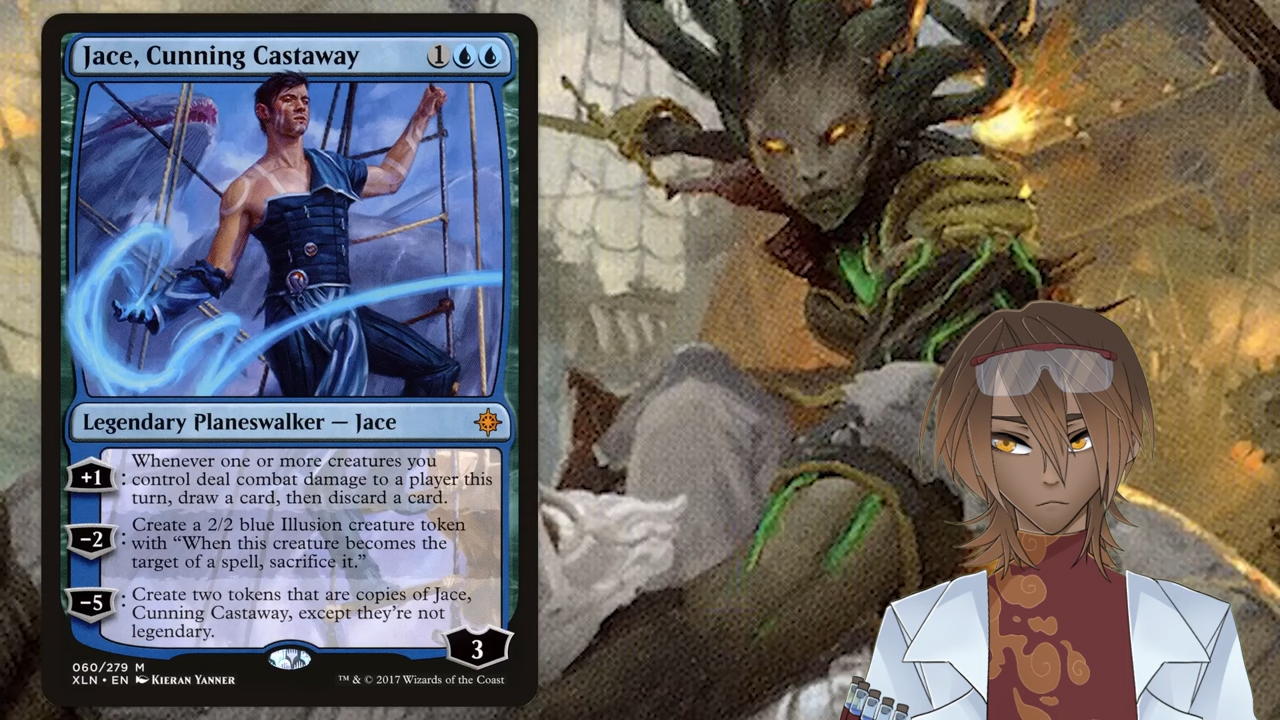 Jace, Cunning Castaway 1
Legendary Planeswalker — Jace
+1 : Whenever one or more creatures you
control deal combat damage to a player this
turn, draw a card, then discard a card.
−2 : Create a 2/2 blue Illusion creature token
with “When this creature becomes the
target of a spell, sacrifice it.”
−5 : Create two tokens that are copies of Jace,
Cunning Castaway, except they're not
legendary.
3
060/279 M
XLN • EN KIERAN YANNER ™ & © 2017 Wizards of the Coast